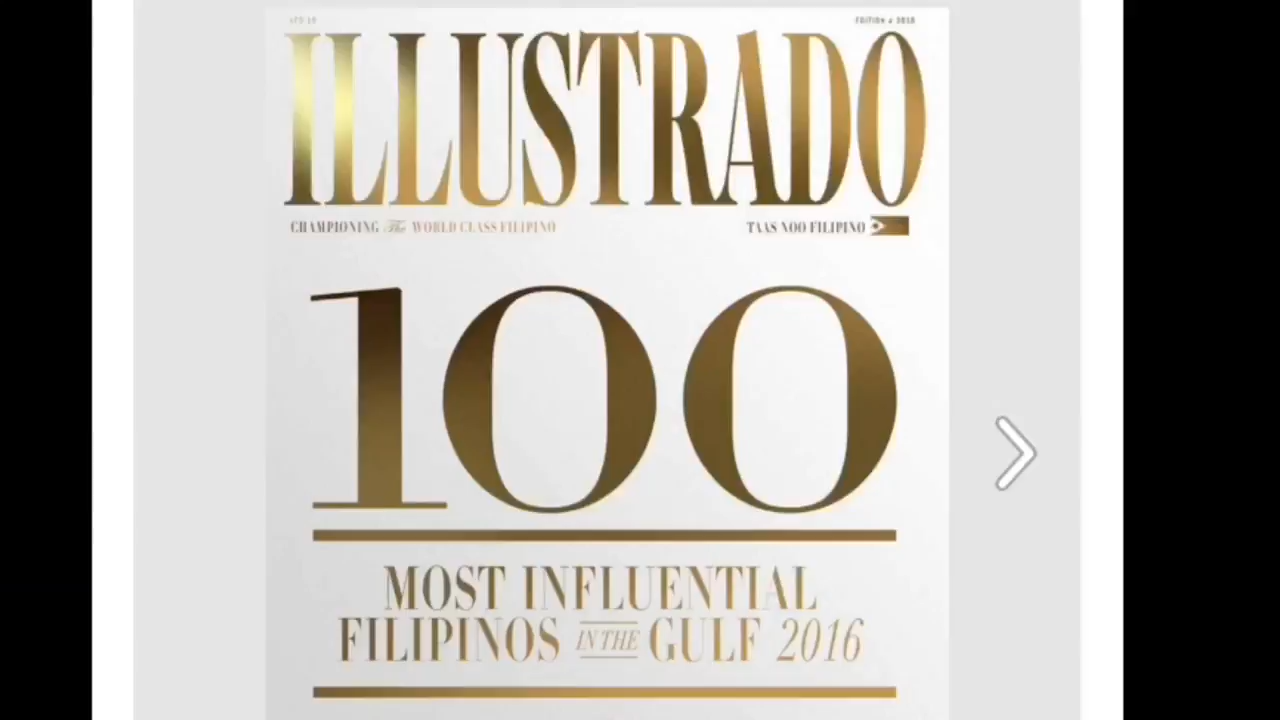 ILLUSTRADO
CHAMPIONING The WORLD CLASS FILIPINO
TAAS NOO FILIPINO
100
MOST INFLUENTIAL
FILIPINOS IN THE GULF 2016